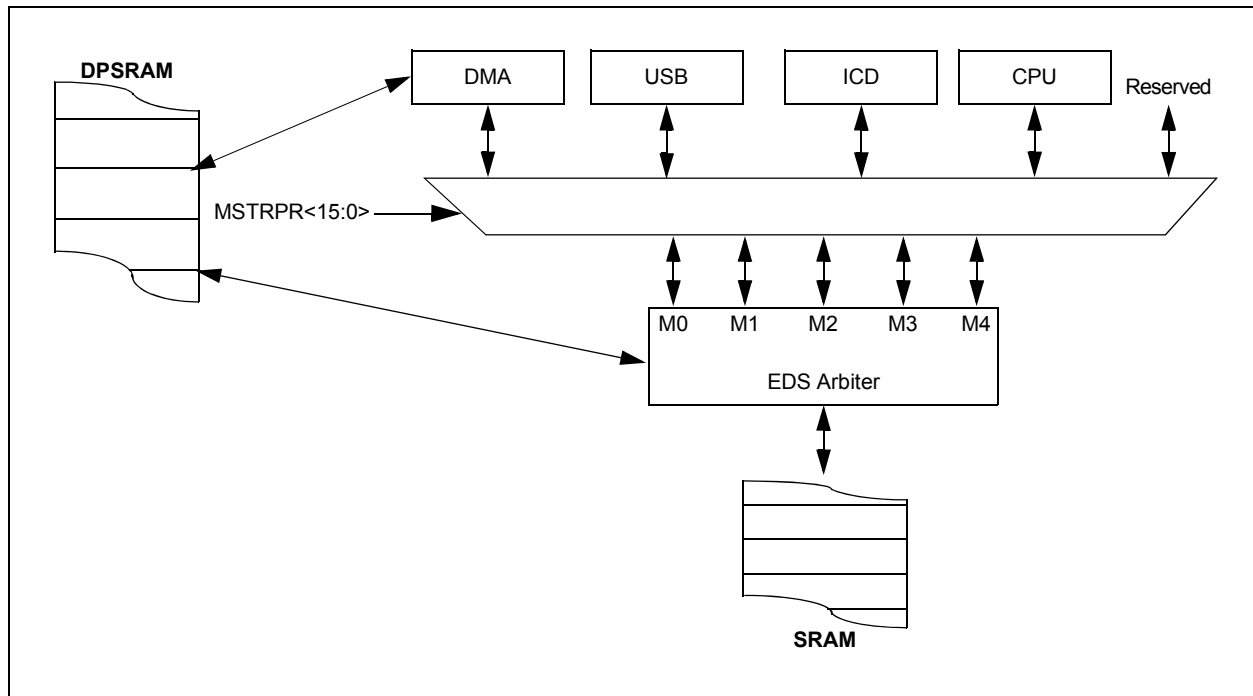 DPSRAM
DMA
USB
ICD
CPU
Reserved
MSTRPR<15:0>
M0 M1 M2 M3 M4
EDS Arbiter
SRAM